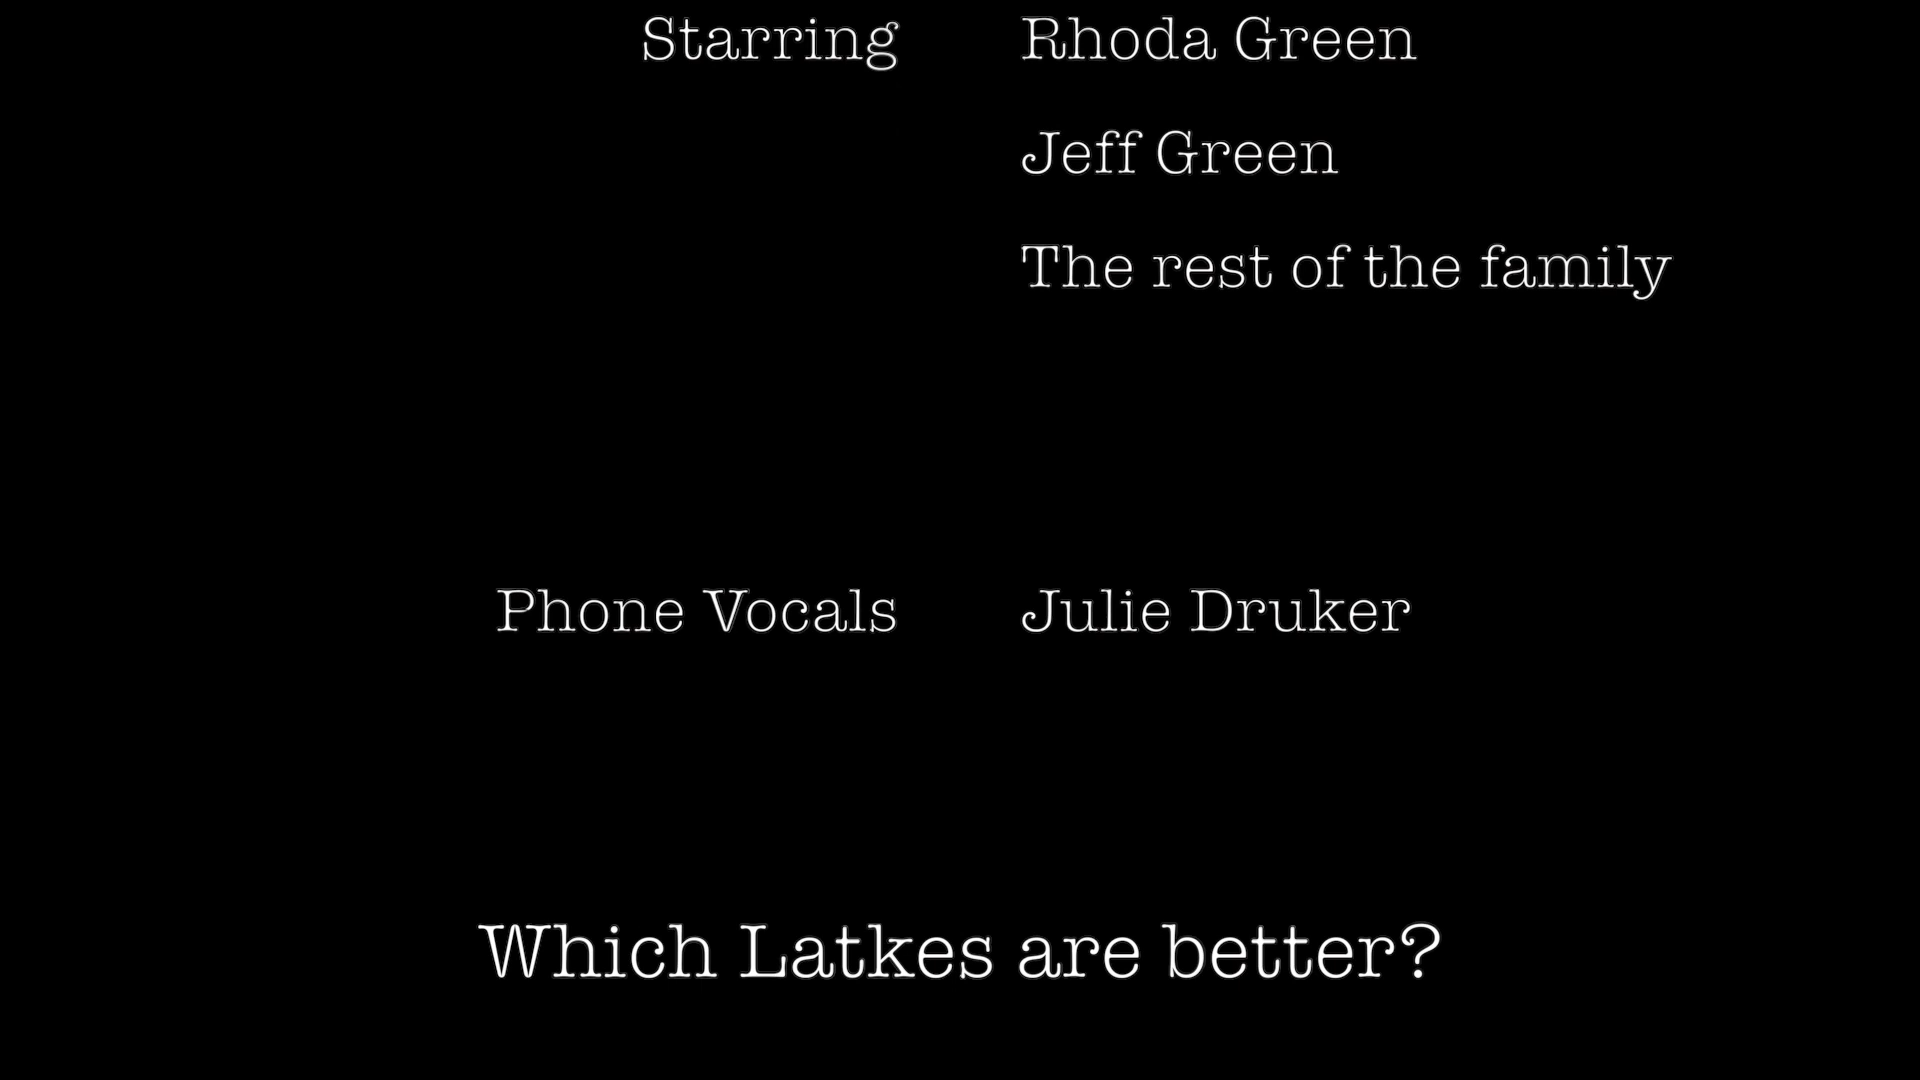 Starring Rhoda Green
Jeff Green
The rest of the family
Phone Vocals Julie Druker
Which Latkes are better?